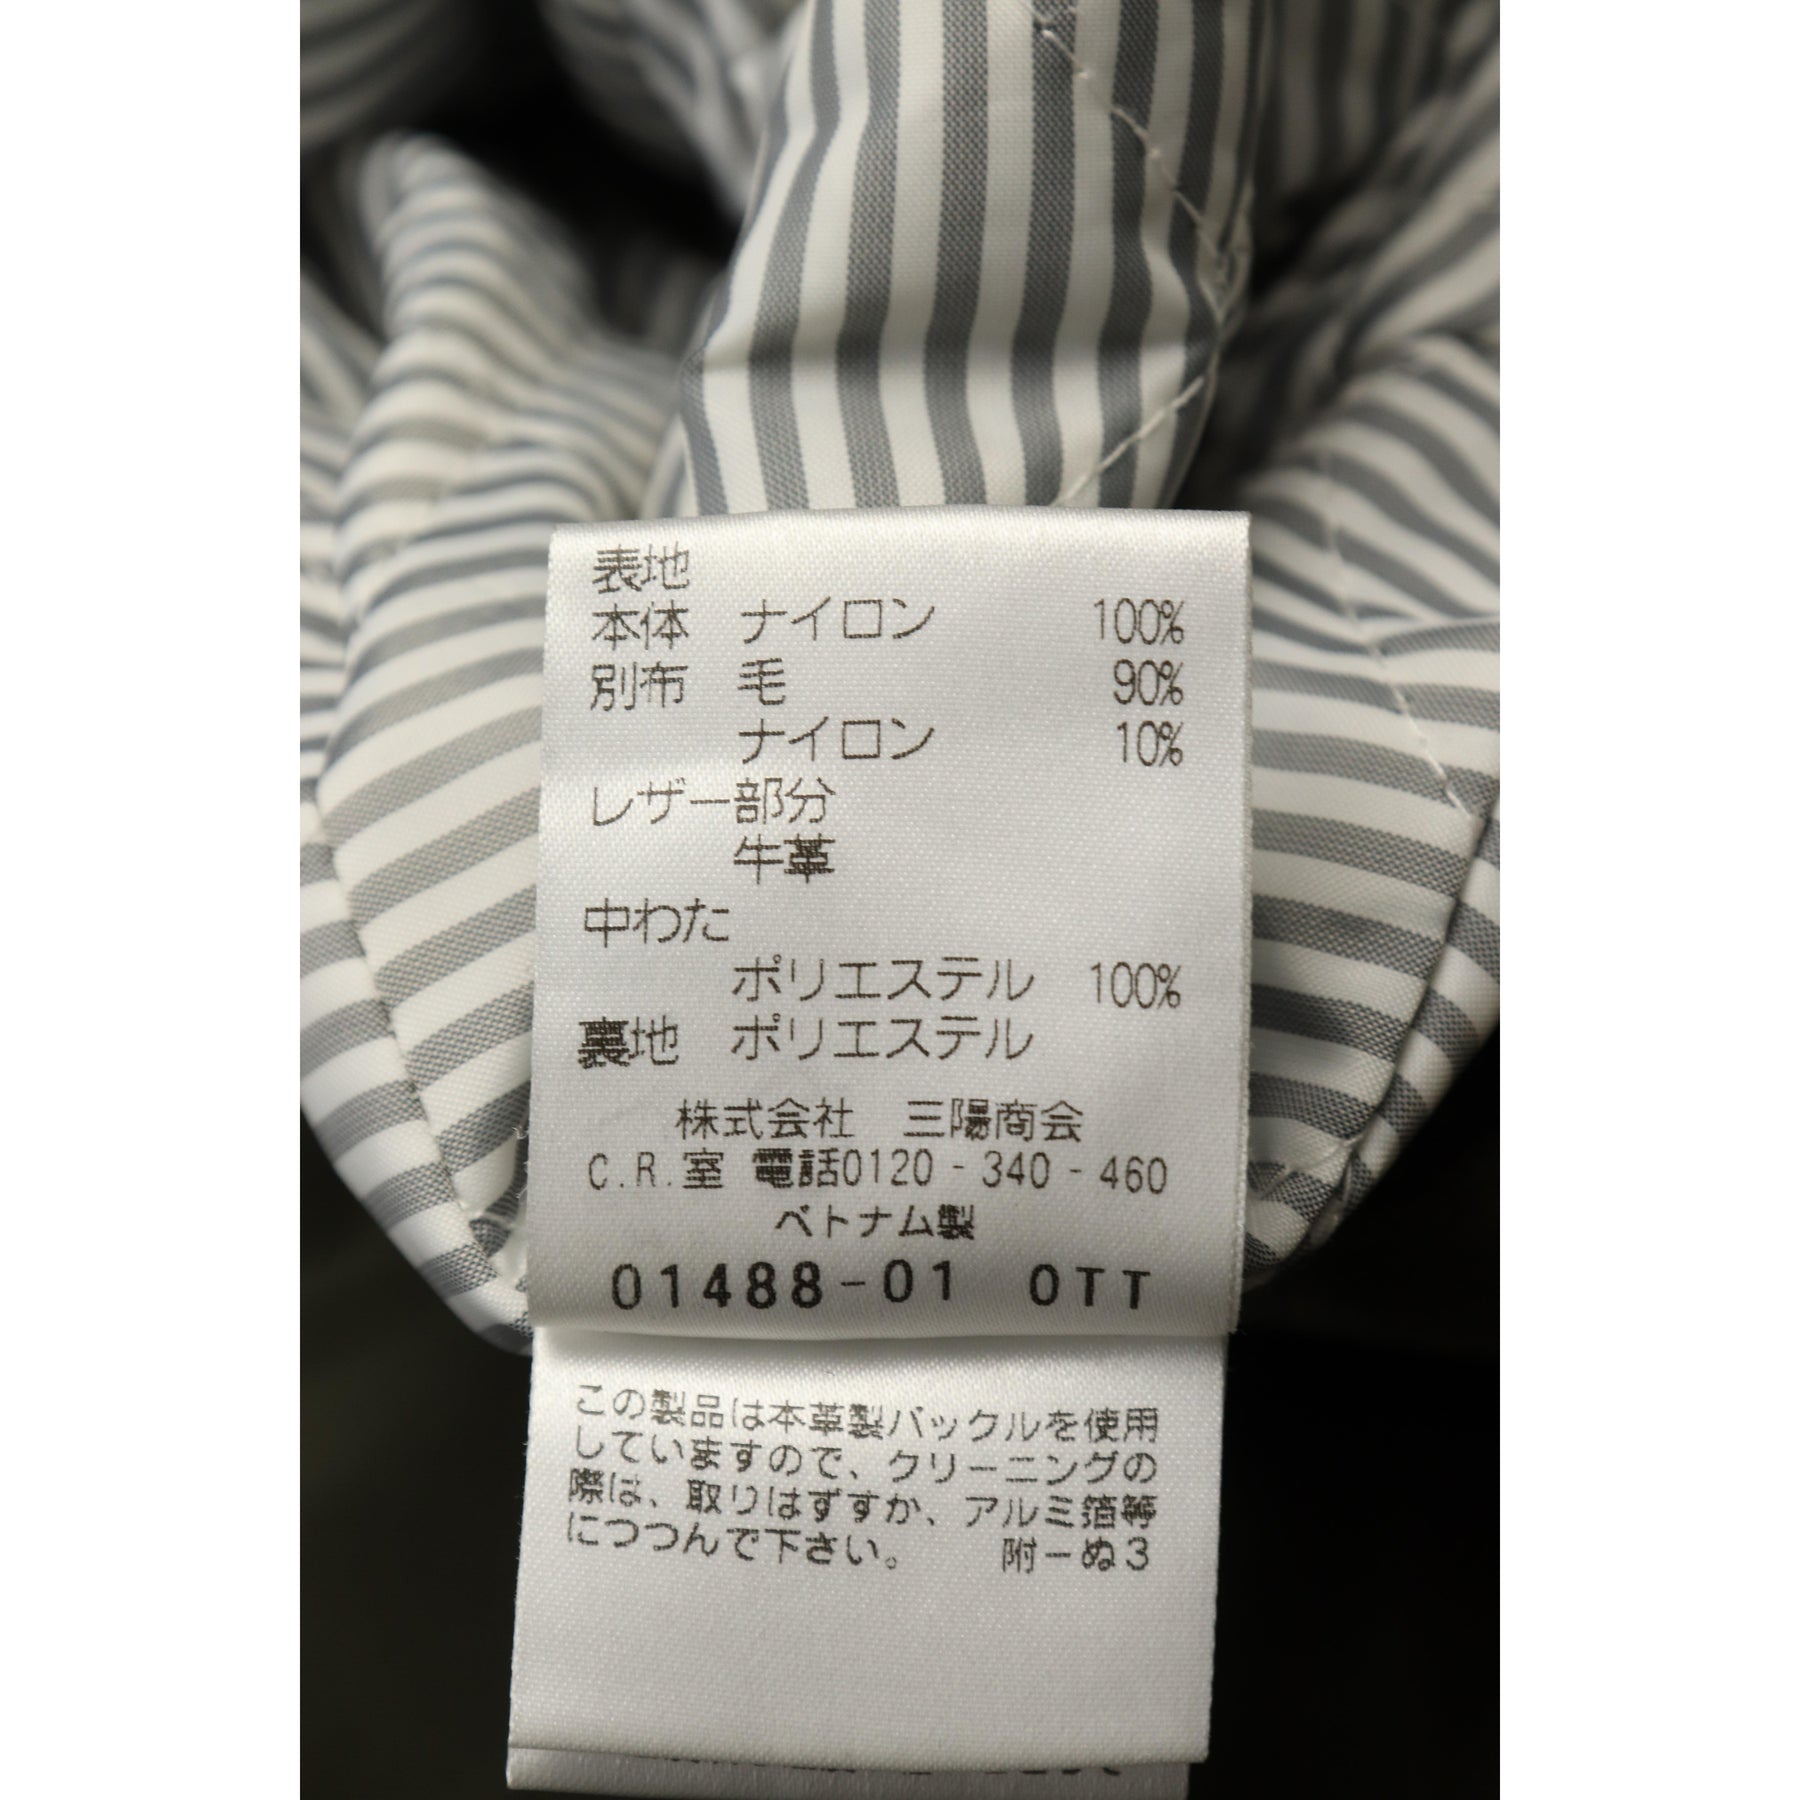 表地
本体 ナイロン 100%
別布 毛 90%
ナイロン 10%
レザー部分
牛革
中わた
ポリエステル 100%
裏地 ポリエステル
株式会社 三陽商会
C.R.室 電話0120-340-460
ベトナム製
01488-01 0TT
この製品は本革製バックルを使用
していますので、クリーニングの
際は、取りはずすか、アルミ箔等
につつんで下さい。 附ーぬ3